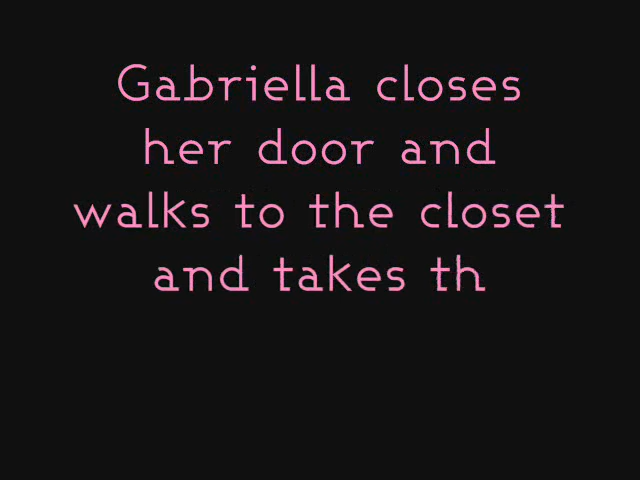 Gabriella closes
her door and
walks to the closet
and takes th